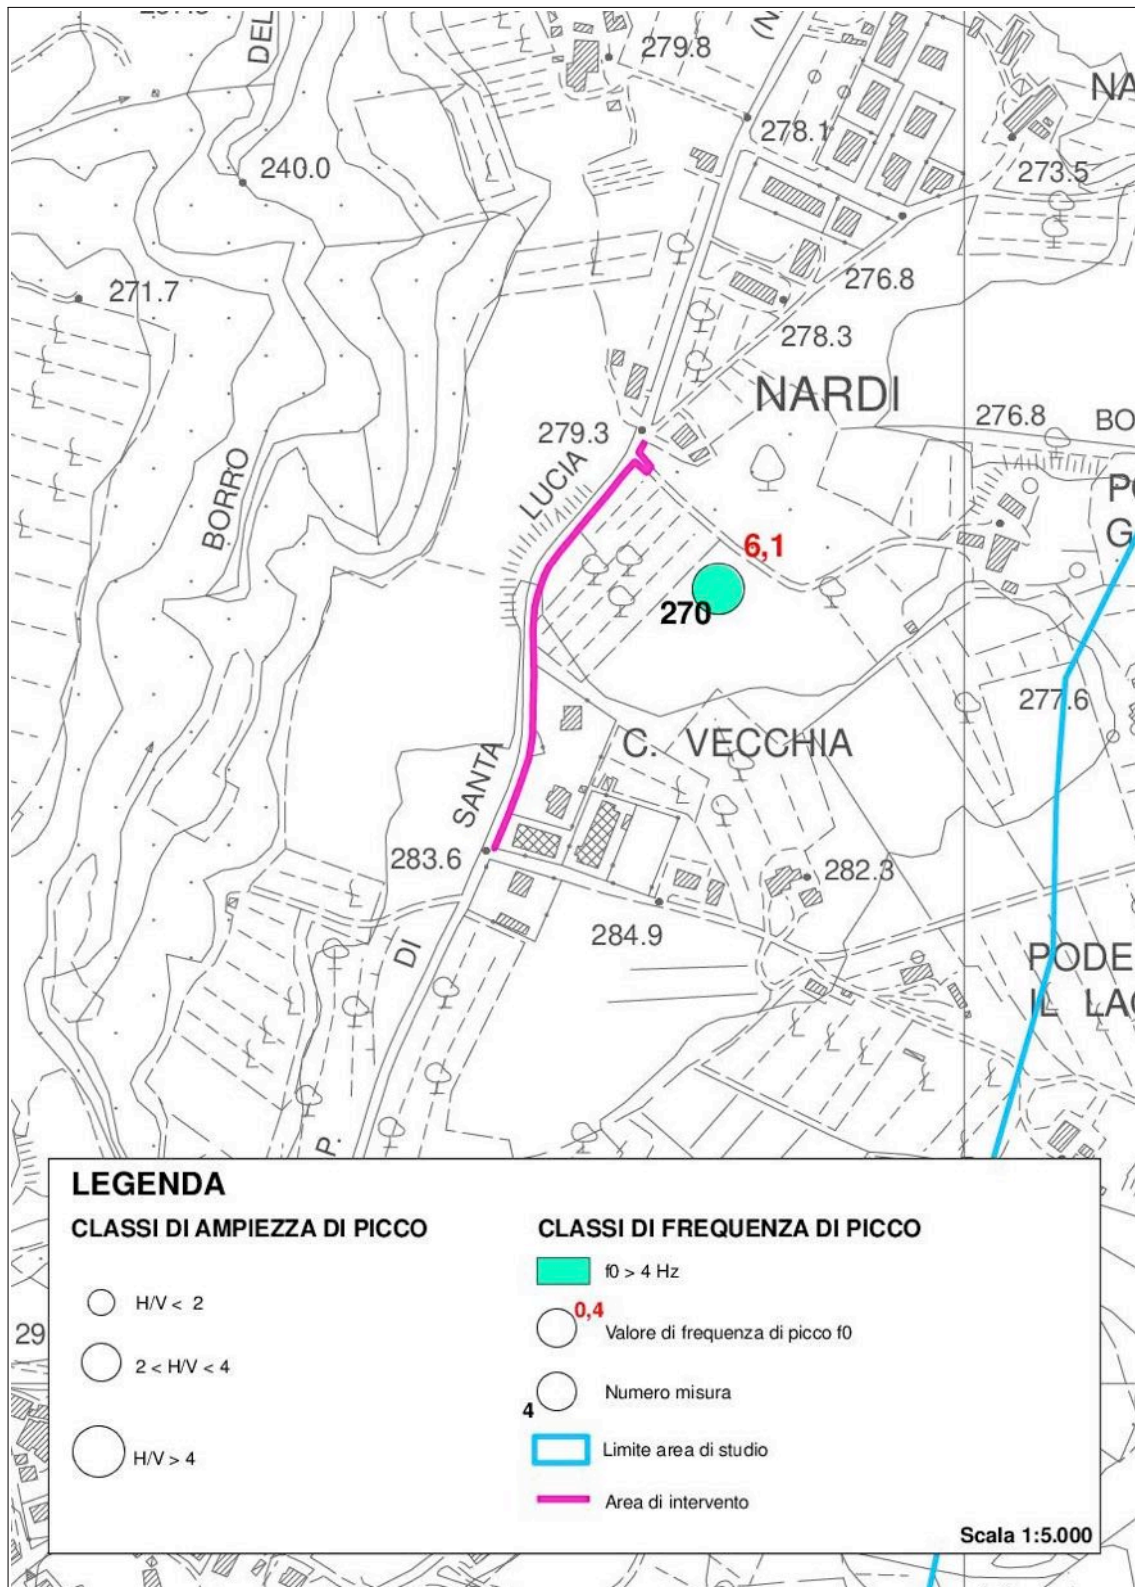 DEL
(N
279.8
278.1
NA
240.0
273.5
271.7
276.8
278.3
NARDI
276.8
BO
279.3
LUCIA
BORRO
PO
G
6,1
270
277.6
C. VECCHIA
SANTA
283.6
282.3
284.9
DI
PODE
IL LAG
P.
LEGENDA
CLASSI DI AMPIEZZA DI PICCO
CLASSI DI FREQUENZA DI PICCO
f0 > 4 Hz
H/V < 2
0,4
Valore di frequenza di picco f0
29
2 < H/V < 4
Numero misura
4
Limite area di studio
H/V > 4
Area di intervento
Scala 1:5.000